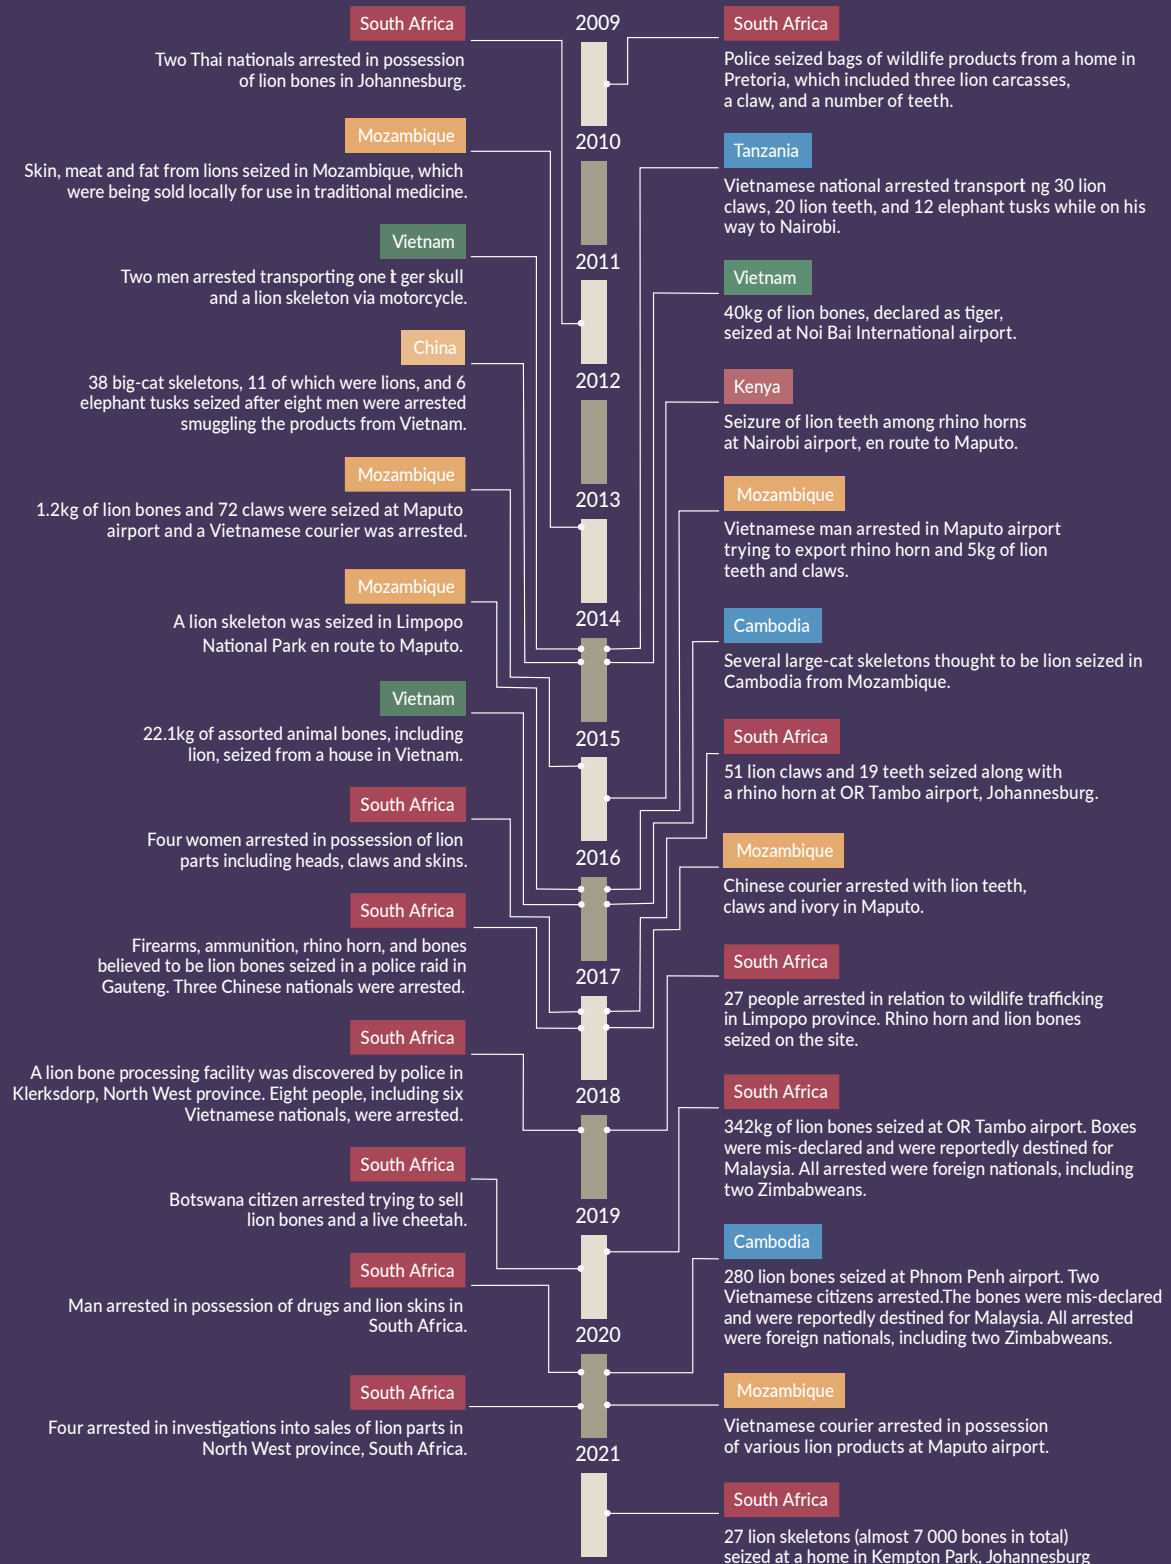 South Africa
Two Thai nationals arrested in possession
of lion bones in Johannesburg.
Mozambique
Skin, meat and fat from lions seized in Mozambique, which
were being sold locally for use in traditional medicine.
Vietnam
Two men arrested transporting one t ger skull
and a lion skeleton via motorcycle.
China
38 big-cat skeletons, 11 of which were lions, and 6
elephant tusks seized after eight men were arrested
smuggling the products from Vietnam.
Mozambique
1.2kg of lion bones and 72 claws were seized at Maputo
airport and a Vietnamese courier was arrested.
Mozambique
A lion skeleton was seized in Limpopo
National Park en route to Maputo.
Vietnam
22.1kg of assorted animal bones, including
lion, seized from a house in Vietnam.
South Africa
Four women arrested in possession of lion
parts including heads, claws and skins.
South Africa
Firearms, ammunition, rhino horn, and bones
believed to be lion bones seized in a police raid in
Gauteng. Three Chinese nationals were arrested.
South Africa
A lion bone processing facility was discovered by police in
Klerksdorp, North West province. Eight people, including six
Vietnamese nationals, were arrested.
South Africa
Botswana citizen arrested trying to sell
lion bones and a live cheetah.
South Africa
Man arrested in possession of drugs and lion skins in
South Africa.
South Africa
Four arrested in investigations into sales of lion parts in
North West province, South Africa.
2009
2010
2011
2012
2013
2014
2015
2016
2017
2018
2019
2020
2021
South Africa
Police seized bags of wildlife products from a home in
Pretoria, which included three lion carcasses,
a claw, and a number of teeth.
Tanzania
Vietnamese national arrested transport ng 30 lion
claws, 20 lion teeth, and 12 elephant tusks while on his
way to Nairobi.
Vietnam
40kg of lion bones, declared as tiger,
seized at Noi Bai International airport.
Kenya
Seizure of lion teeth among rhino horns
at Nairobi airport, en route to Maputo.
Mozambique
Vietnamese man arrested in Maputo airport
trying to export rhino horn and 5kg of lion
teeth and claws.
Cambodia
Several large-cat skeletons thought to be lion seized in
Cambodia from Mozambique.
South Africa
51 lion claws and 19 teeth seized along with
a rhino horn at OR Tambo airport, Johannesburg.
Mozambique
Chinese courier arrested with lion teeth,
claws and ivory in Maputo.
South Africa
27 people arrested in relation to wildlife trafficking
in Limpopo province. Rhino horn and lion bones
seized on the site.
South Africa
342kg of lion bones seized at OR Tambo airport. Boxes
were mis-declared and were reportedly destined for
Malaysia. All arrested were foreign nationals, including
two Zimbabweans.
Cambodia
280 lion bones seized at Phnom Penh airport. Two
Vietnamese citizens arrested.The bones were mis-declared
and were reportedly destined for Malaysia. All arrested
were foreign nationals, including two Zimbabweans.
Mozambique
Vietnamese courier arrested in possession
of various lion products at Maputo airport.
South Africa
27 lion skeletons (almost 7 000 bones in total)
seized at a home in Kempton Park, Johannesburg